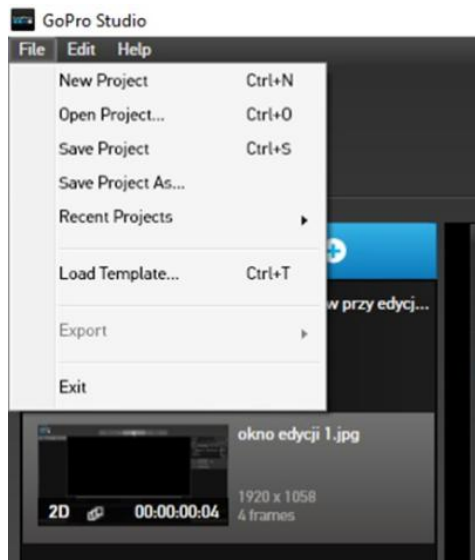 GoPro Studio
File Edit Help
New Project Ctrl+N
Open Project... Ctrl+O
Save Project Ctrl+S
Save Project As...
Recent Projects
Load Template... Ctrl+T
w przy edycj...
Export
Exit
okno edycji 1.jpg
1920 x 1058
2D 00:00:00:04 4 frames